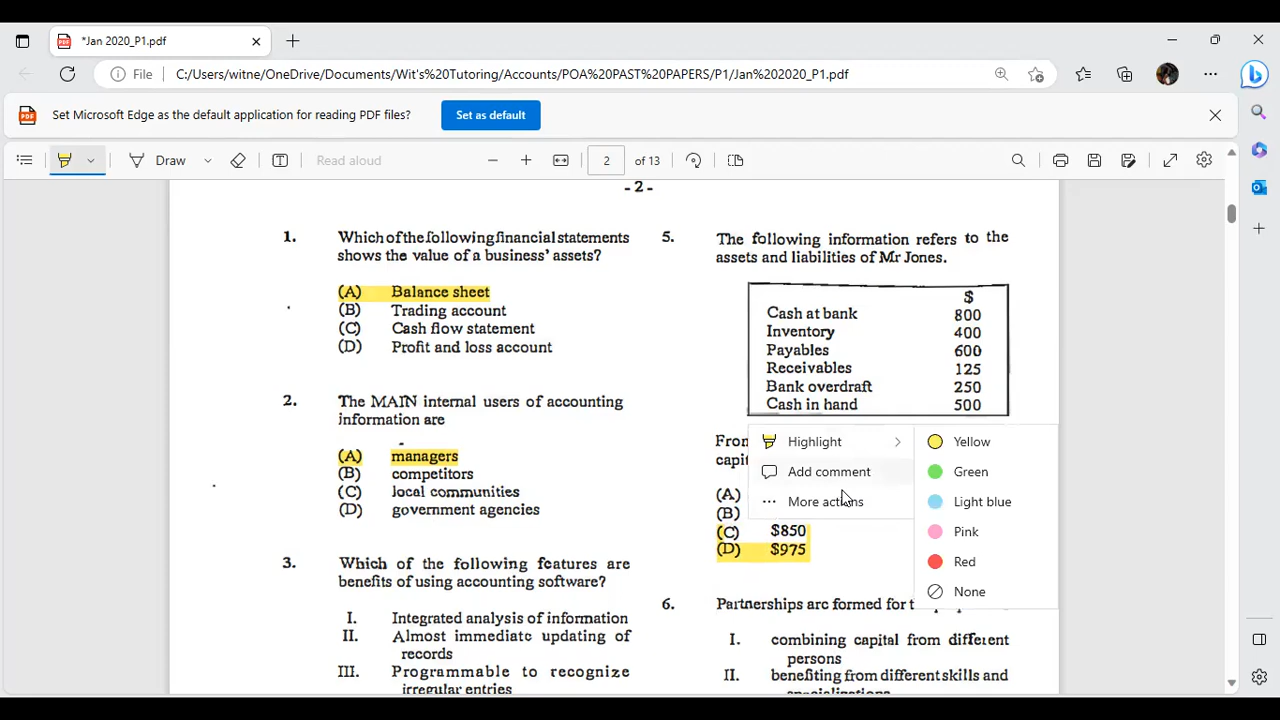 *Jan 2020_P1.pdf
File
C:/Users/witne/OneDrive/Documents/Wit's%20Tutoring/Accounts/POA%20PAST%20PAPERS/P1/Jan%202020_P1.pdf
Set Microsoft Edge as the default application for reading PDF files?
Set as default
Draw
Read aloud
2
of 13
- 2 -
1. Which of the following financial statements
shows the value of a business' assets?
(A) Balance sheet
(B) Trading account
(C) Cash flow statement
(D) Profit and loss account
2. The MAIN internal users of accounting
information are
(A) managers
(B) competitors
(C) local communities
(D) government agencies
3. Which of the following features are
benefits of using accounting software?
I. Integrated analysis of information
II. Almost immediate updating of
records
III. Programmable to recognize
irregular entries
5. The following information refers to the
assets and liabilities of Mr Jones.
$
Cash at bank 800
Inventory 400
Payables 600
Receivables 125
Bank overdraft 250
Cash in hand 500
(A)
(B)
(C) $850
(D) $975
6. Partnerships are formed for
I. combining capital from different
persons
II. benefiting from different skills and
specializations
Highlight
Add comment
More actions
Yellow
Green
Light blue
Pink
Red
None